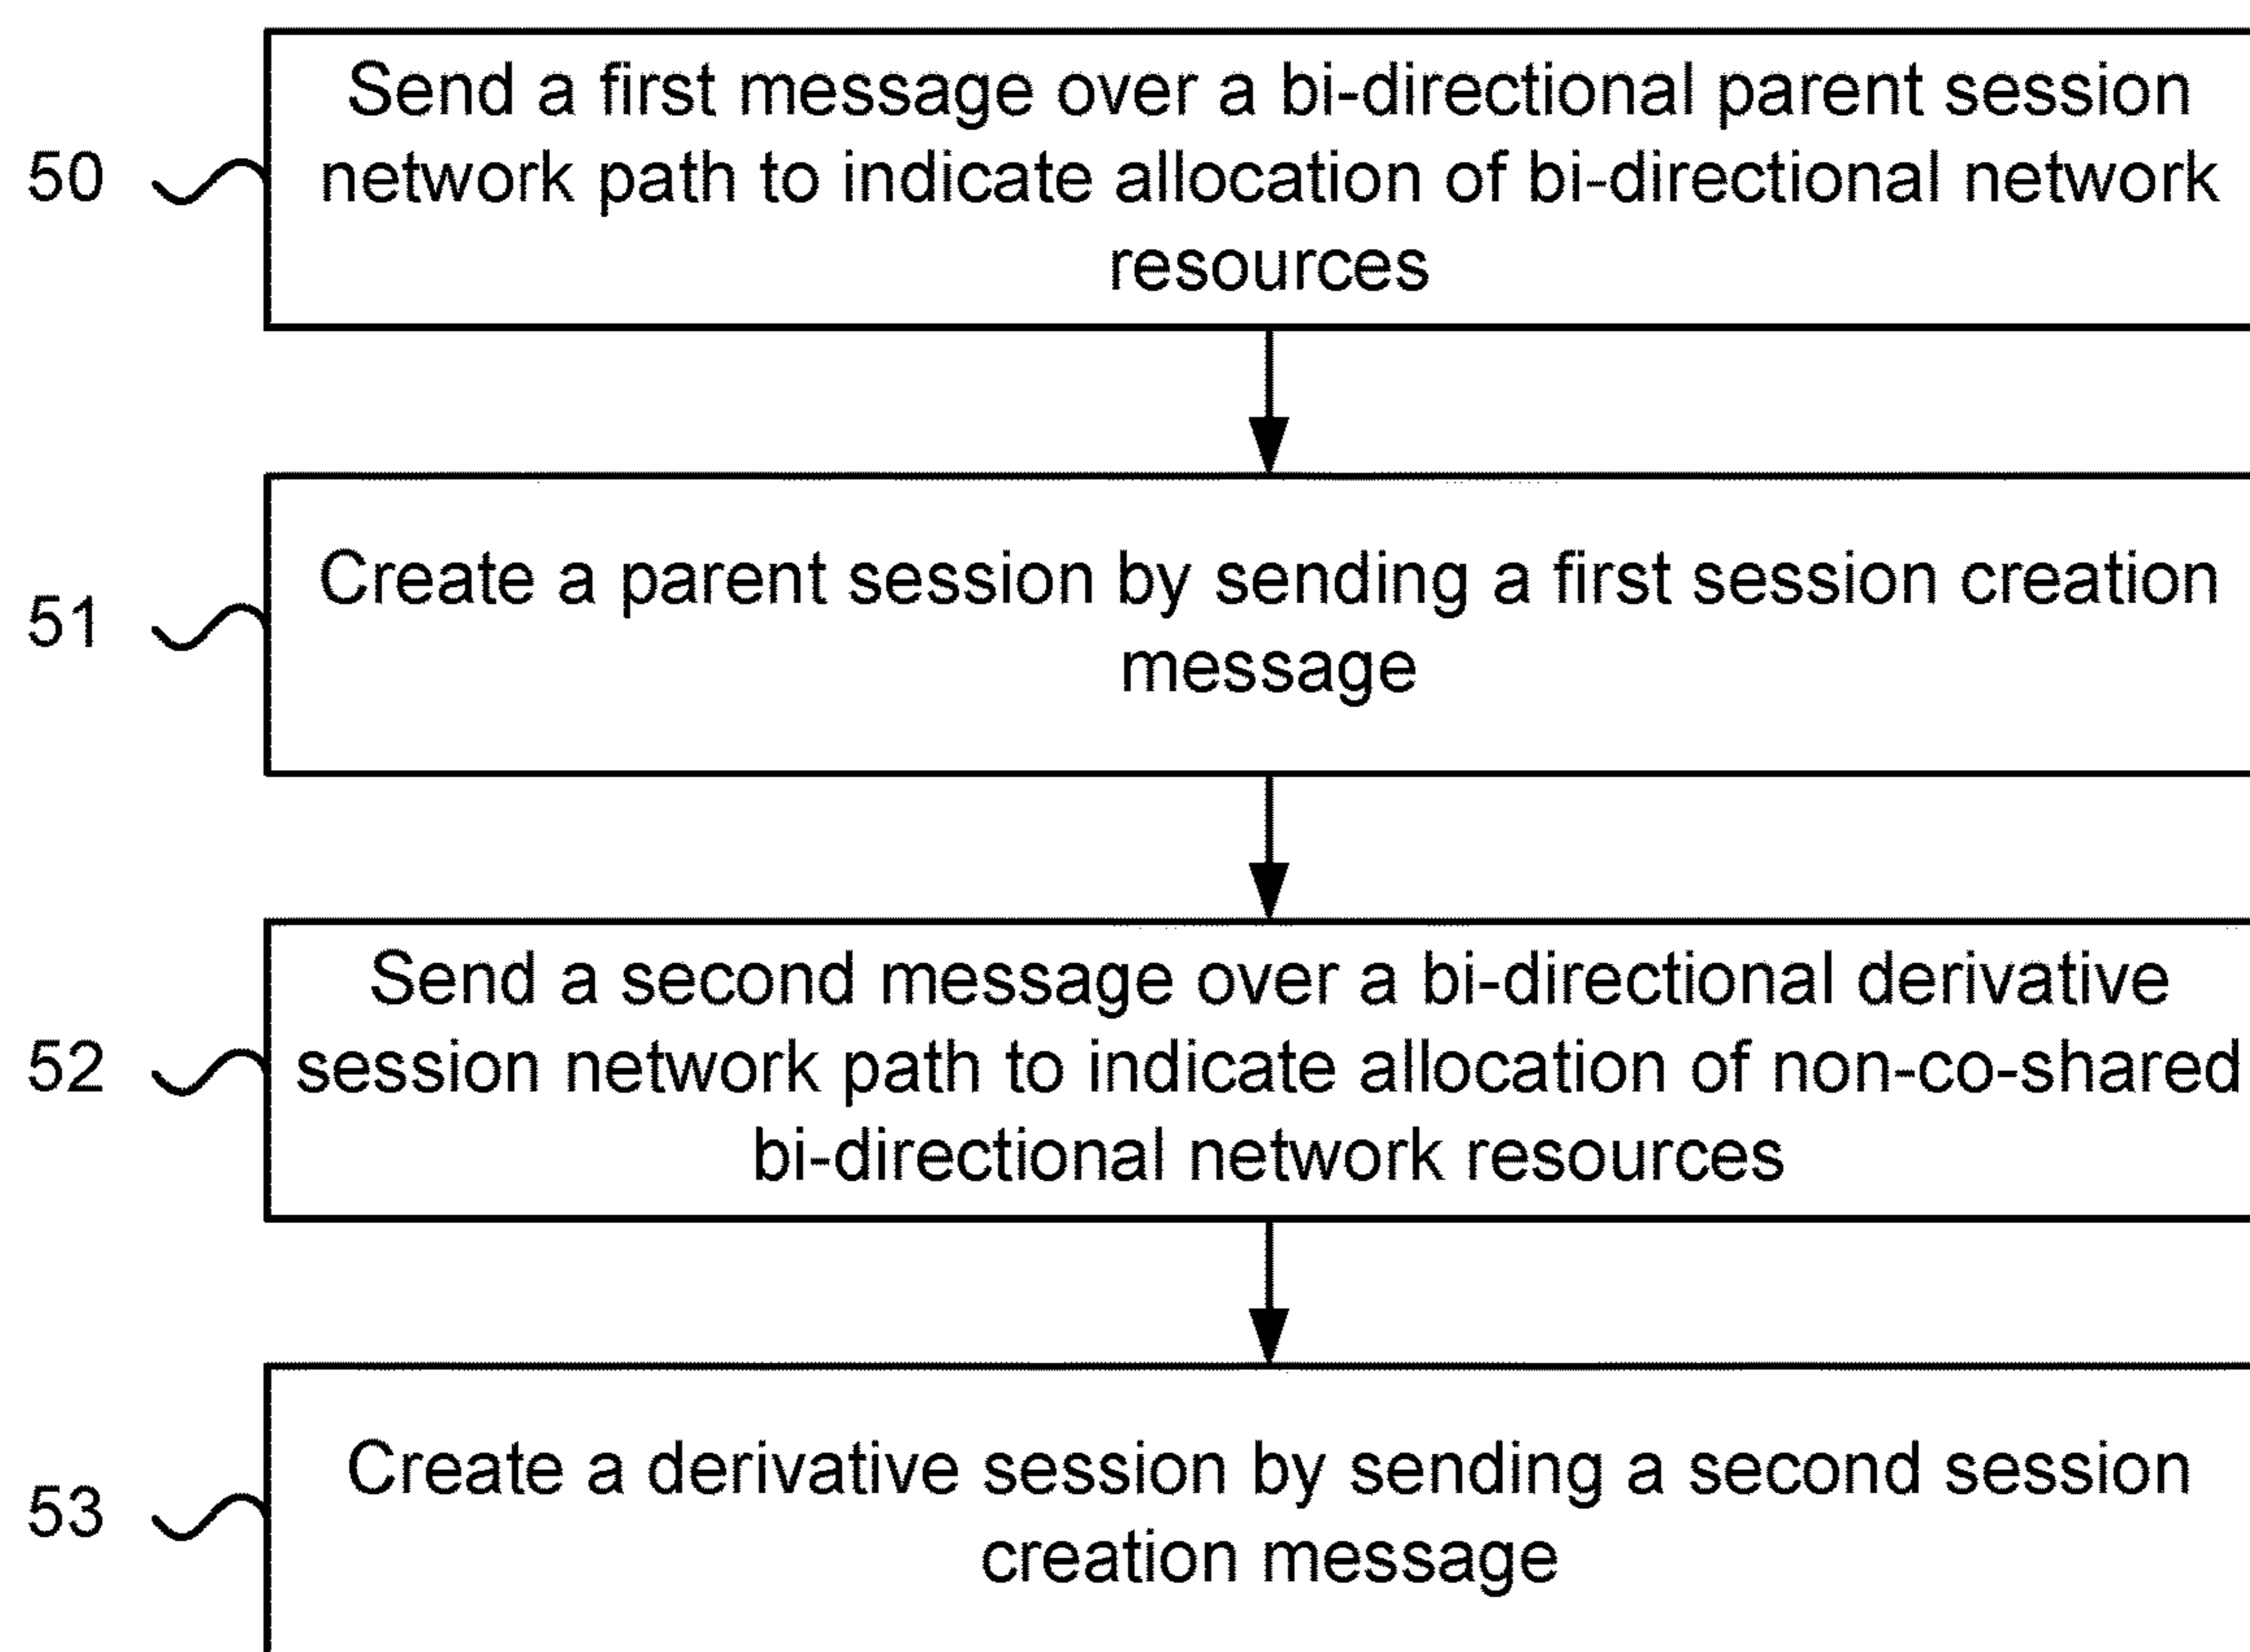 Send a first message over a bi-directional parent session
50
network path to indicate allocation of bi-directional network
resources
Create a parent session by sending a first session creation
51
message
Send a second message over a bi-directional derivative
52
session network path to indicate allocation of non-co-shared
bi-directional network resources
Create a derivative session by sending a second session
53
creation message